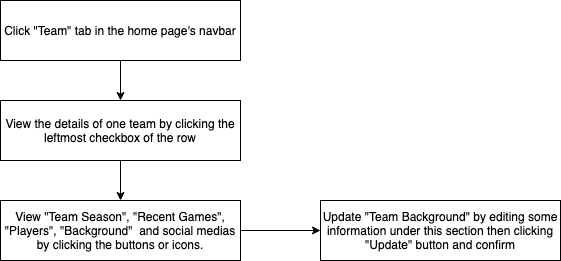 Click "Team" tab in the home page's navbar
View the details of one team by clicking the
leftmost checkbox of the row
View "Team Season", "Recent Games",
"Players", "Background"  and social medias
by clicking the buttons or icons.
Update "Team Background" by editing some
information under this section then clicking
"Update" button and confirm